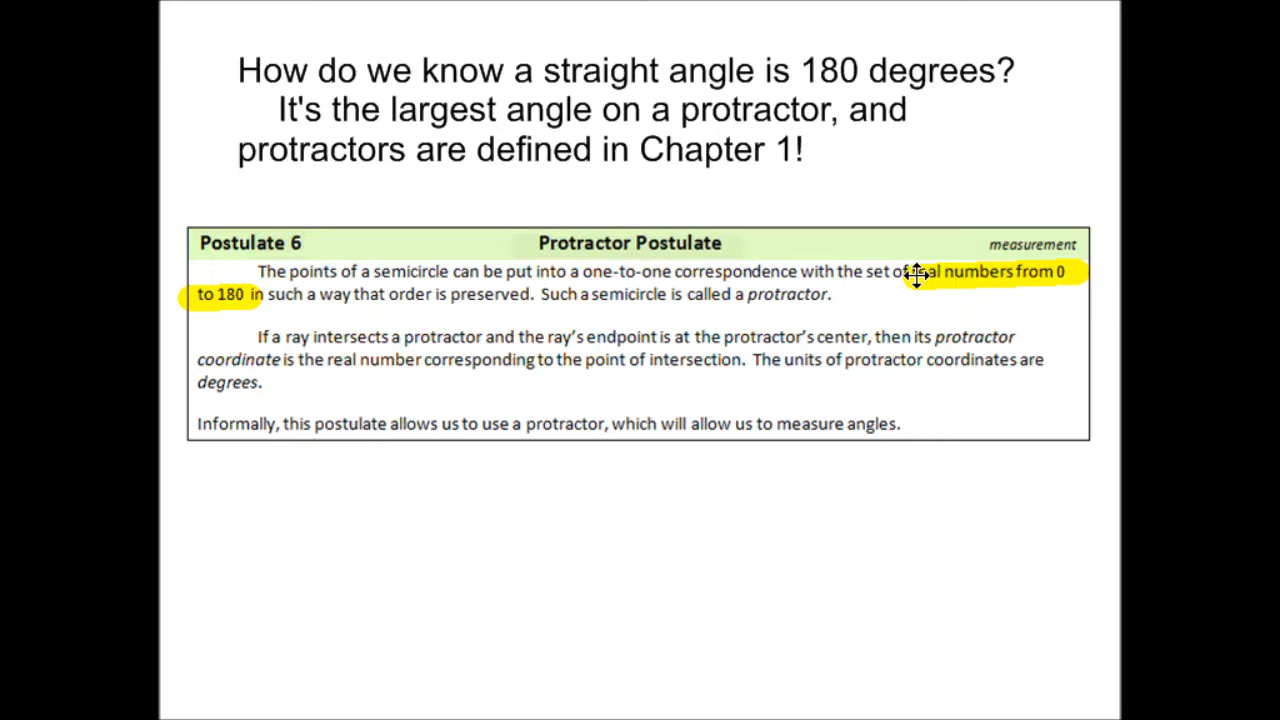 How do we know a straight angle is 180 degrees?
It's the largest angle on a protractor, and
protractors are defined in Chapter 1!
Postulate 6 Protractor Postulate measurement
The points of a semicircle can be put into a one-to-one correspondence with the set of real numbers from 0
to 180 in such a way that order is preserved. Such a semicircle is called a protractor.
If a ray intersects a protractor and the ray's endpoint is at the protractor's center, then its protractor
coordinate is the real number corresponding to the point of intersection. The units of protractor coordinates are
degrees.
Informally, this postulate allows us to use a protractor, which will allow us to measure angles.